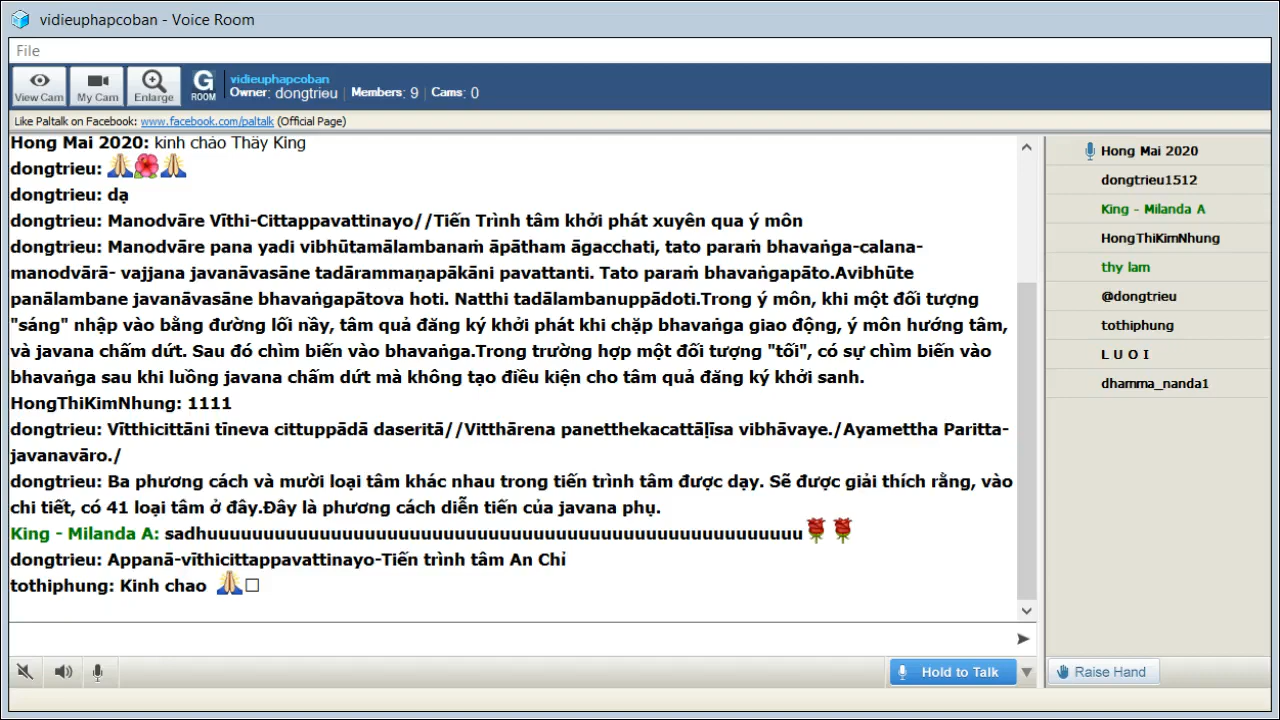 vidieuphapcoban - Voice Room
File
View Cam
My Cam
Enlarge
G ROOM
vidieuphapcoban
Owner: dongtrieu | Members: 9 | Cams: 0
Like Paltalk on Facebook: www.facebook.com/paltalk (Official Page)
Hong Mai 2020: kính chào Thầy King
dongtrieu: 🙏🌺🙏
dongtrieu: dạ
dongtrieu: Manodvāre Vīthi-Cittappavattinayo//Tiến Trình tâm khởi phát xuyên qua ý môn
dongtrieu: Manodvāre pana yadi vibhūtamālambanaṁ āpātham āgacchati, tato paraṁ bhavaṅga-calana-
manodvārā- vajjana javanāvasāne tadārammaṇapākāni pavattanti. Tato paraṁ bhavaṅgapāto.Avibhūte
panālambane javanāvasāne bhavaṅgapātova hoti. Natthi tadālambanuppādoti.Trong ý môn, khi một đối tượng
"sáng" nhập vào bằng đường lối nầy, tâm quả đăng ký khởi phát khi chặp bhavaṅga giao động, ý môn hướng tâm,
và javana chấm dứt. Sau đó chìm biến vào bhavaṅga.Trong trường hợp một đối tượng "tối", có sự chìm biến vào
bhavaṅga sau khi luồng javana chấm dứt mà không tạo điều kiện cho tâm quả đăng ký khởi sanh.
HongThiKimNhung: 1111
dongtrieu: Vītthicittāni tīneva cittuppādā daseritā//Vitthārena panetthekacattāḷīsa vibhāvaye./Ayamettha Paritta-
javanavāro./
dongtrieu: Ba phương cách và mười loại tâm khác nhau trong tiến trình tâm được dạy. Sẽ được giải thích rằng, vào
chi tiết, có 41 loại tâm ở đây.Đây là phương cách diễn tiến của javana phụ.
King - Milanda A: sadhuuuuuuuuuuuuuuuuuuuuuuuuuuuuuuuuuuuuuuuuuuuuuuuuuuuuu🌹🌹
dongtrieu: Appanā-vīthicittappavattinayo-Tiến trình tâm An Chỉ
tothiphung: Kinh chao 🙏□
Hold to Talk
Hong Mai 2020
dongtrieu1512
King - Milanda A
HongThiKimNhung
thy lam
@dongtrieu
tothiphung
L U O I
dhamma_nanda1
Raise Hand